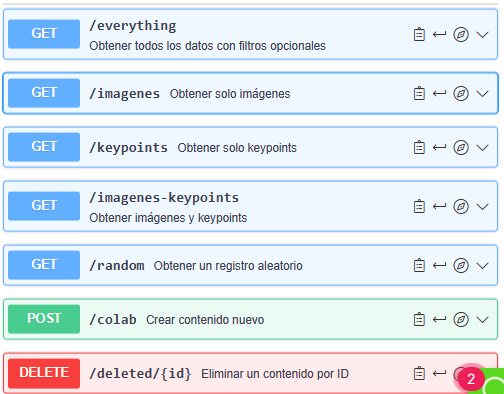 GET /everything
Obtener todos los datos con filtros opcionales
GET /imagenes Obtener solo imágenes
GET /keypoints Obtener solo keypoints
GET /imagenes-keypoints
Obtener imágenes y keypoints
GET /random Obtener un registro aleatorio
POST /colab Crear contenido nuevo
DELETE /deleted/{id} Eliminar un contenido por ID
2